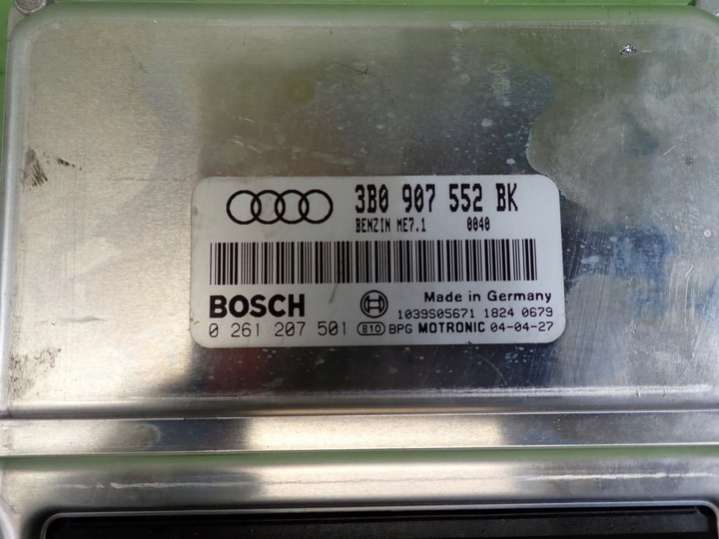 3B0 907 552 BK
BENZIN ME7.1 0040
BOSCH
Made in Germany
1039S05671 1824 0679
0 261 207 501 B10 BPG MOTRONIC 04-04-27